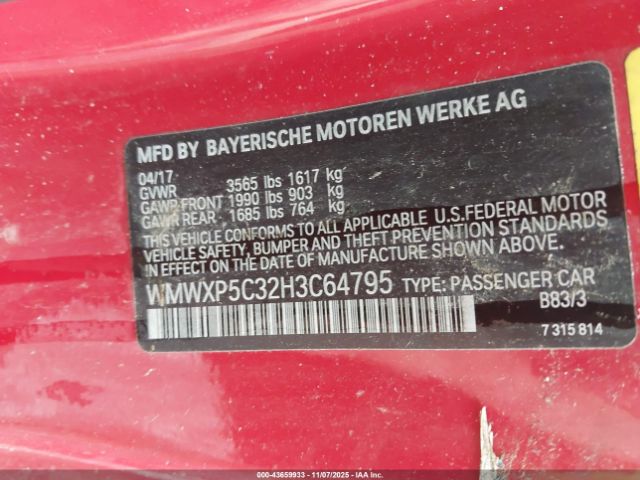 MFD BY BAYERISCHE MOTOREN WERKE AG
04/17
GVWR 3565 lbs 1617 kg
GAWR FRONT 1990 lbs 903 kg
GAWR REAR 1685 lbs 764 kg
THIS VEHICLE CONFORMS TO ALL APPLICABLE U.S.FEDERAL MOTOR
VEHICLE SAFETY, BUMPER AND THEFT PREVENTION STANDARDS
IN EFFECT ON THE DATE OF MANUFACTURE SHOWN ABOVE.
WMWXP5C32H3C64795 TYPE: PASSENGER CAR
B83/3
7 315 814
000-43659933 - 11/07/2025 - IAAI.COM